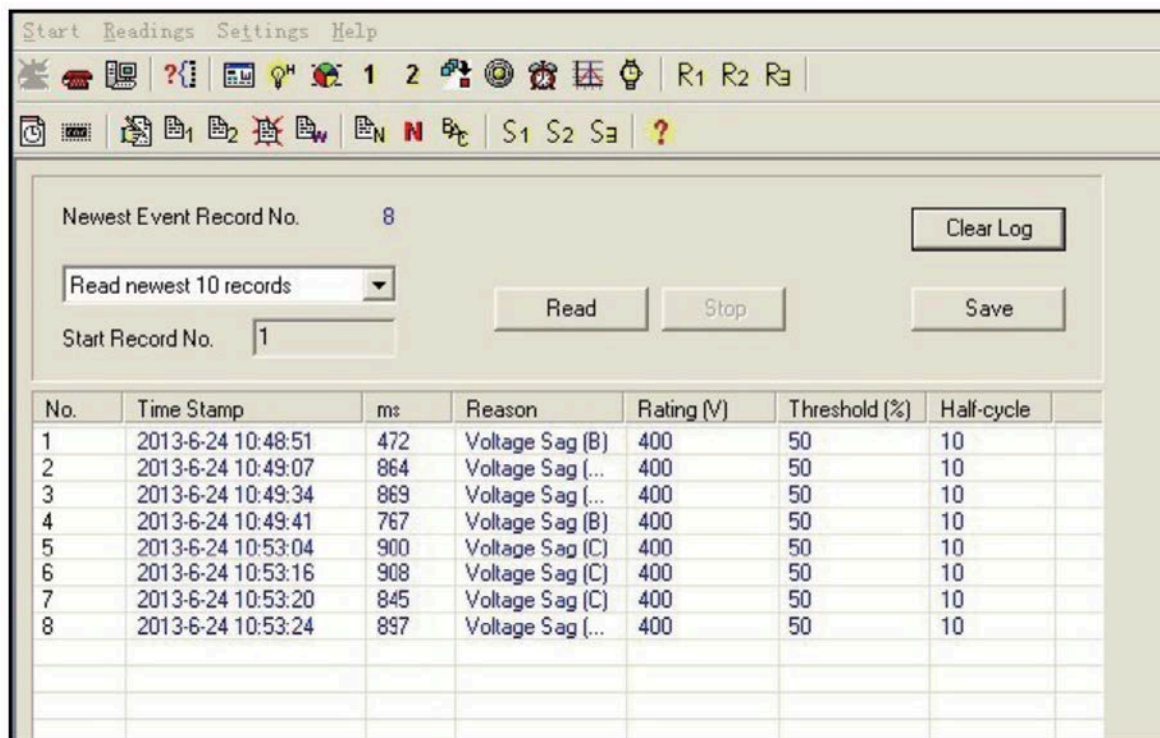 Start Readings Settings Help
?{ H 1 2 R1 R2 R3
1 2 W N N BAC S1 S2 S3 ?
Newest Event Record No. 8
Clear Log
Read newest 10 records
Read Stop Save
Start Record No. 1
No. Time Stamp ms Reason Rating (V) Threshold (%) Half-cycle
1 2013-6-24 10:48:51 472 Voltage Sag (B) 400 50 10
2 2013-6-24 10:49:07 864 Voltage Sag (... 400 50 10
3 2013-6-24 10:49:34 869 Voltage Sag (... 400 50 10
4 2013-6-24 10:49:41 767 Voltage Sag (B) 400 50 10
5 2013-6-24 10:53:04 900 Voltage Sag (C) 400 50 10
6 2013-6-24 10:53:16 908 Voltage Sag (C) 400 50 10
7 2013-6-24 10:53:20 845 Voltage Sag (C) 400 50 10
8 2013-6-24 10:53:24 897 Voltage Sag (... 400 50 10